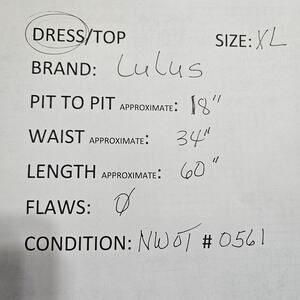 DRESS/TOP SIZE: XL
BRAND: Lulus
PIT TO PIT APPROXIMATE: 18"
WAIST APPROXIMATE: 34"
LENGTH APPROXIMATE: 60"
FLAWS: Ø
CONDITION: NWOT #0561